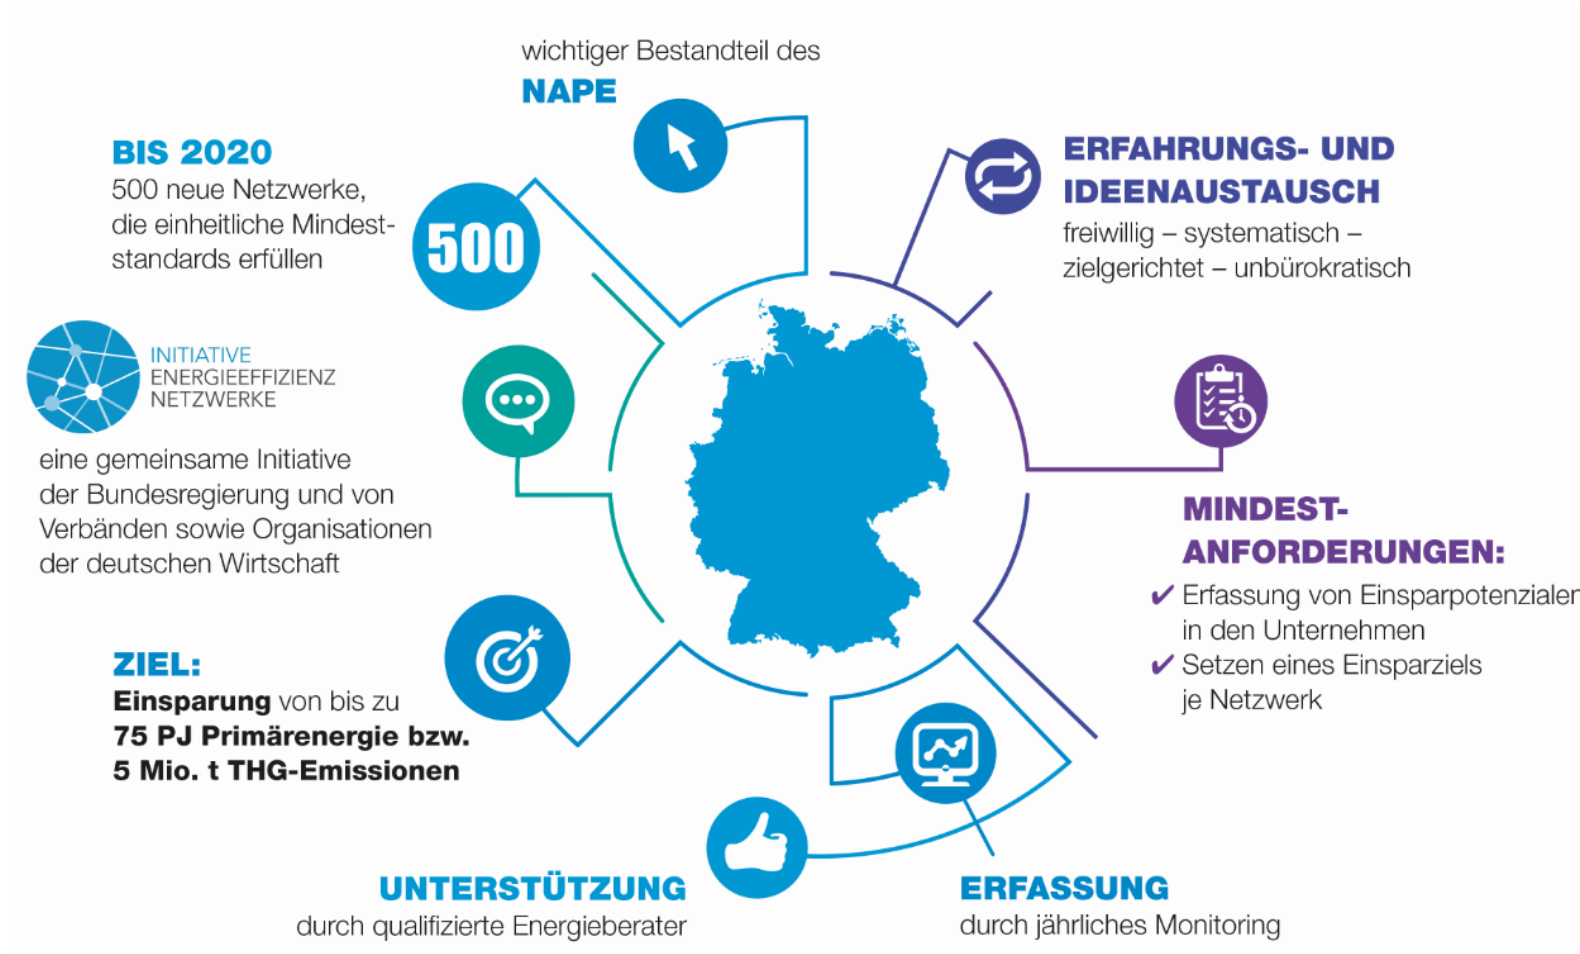 wichtiger Bestandteil des
NAPE
BIS 2020
500 neue Netzwerke,
die einheitliche Mindest-
standards erfüllen
500
ERFAHRUNGS- UND
IDEENAUSTAUSCH
freiwillig – systematisch –
zielgerichtet – unbürokratisch
INITIATIVE
ENERGIEEFFIZIENZ
NETZWERKE
eine gemeinsame Initiative
der Bundesregierung und von
Verbänden sowie Organisationen
der deutschen Wirtschaft
MINDEST-
ANFORDERUNGEN:
✔ Erfassung von Einsparpotenzialen
in den Unternehmen
✔ Setzen eines Einsparziels
je Netzwerk
ZIEL:
Einsparung von bis zu
75 PJ Primärenergie bzw.
5 Mio. t THG-Emissionen
UNTERSTÜTZUNG
durch qualifizierte Energieberater
ERFASSUNG
durch jährliches Monitoring